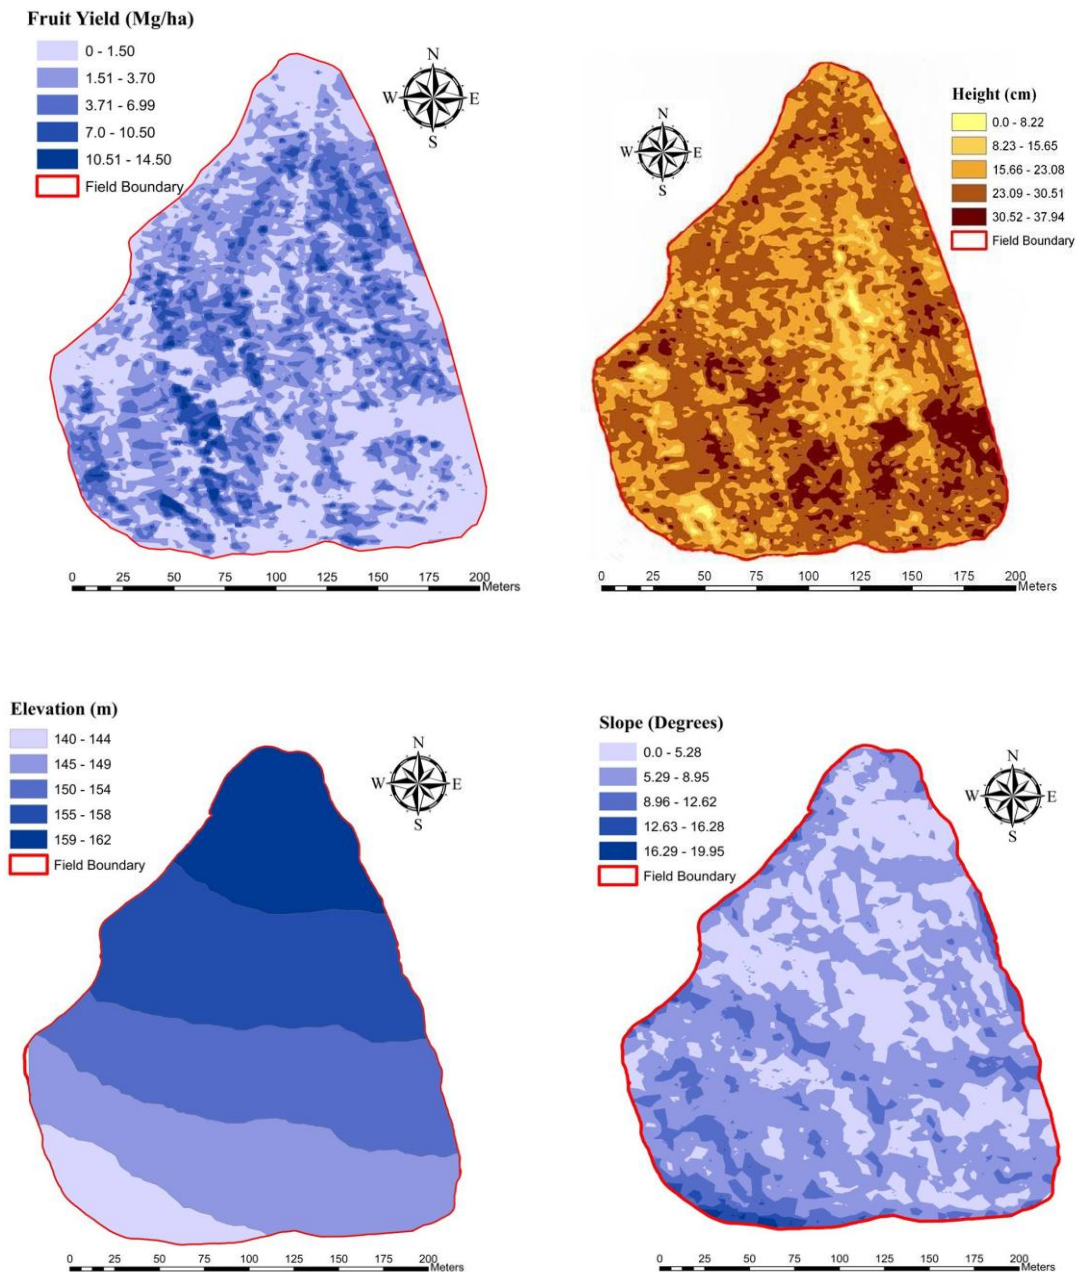 Fruit Yield (Mg/ha)
0 - 1.50
1.51 - 3.70
3.71 - 6.99
7.0 - 10.50
10.51 - 14.50
Field Boundary
N
W E
S
0 25 50 75 100 125 150 175 200
Meters
Height (cm)
0.0 - 8.22
8.23 - 15.65
15.66 - 23.08
23.09 - 30.51
30.52 - 37.94
Field Boundary
N
W E
S
0 25 50 75 100 125 150 175 200
Meters
Elevation (m)
140 - 144
145 - 149
150 - 154
155 - 158
159 - 162
Field Boundary
N
W E
S
0 25 50 75 100 125 150 175 200
Meters
Slope (Degrees)
0.0 - 5.28
5.29 - 8.95
8.96 - 12.62
12.63 - 16.28
16.29 - 19.95
Field Boundary
N
W E
S
0 25 50 75 100 125 150 175 200
Meters